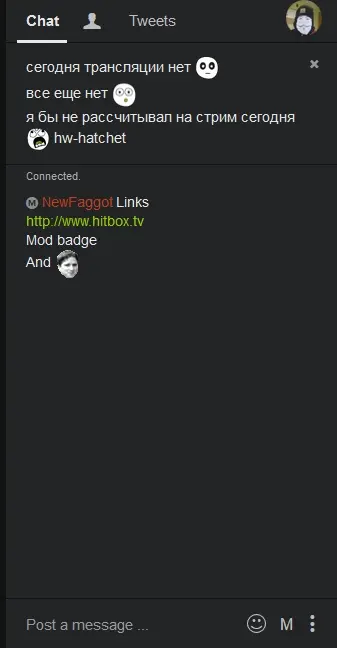 Chat Tweets
сегодня трансляции нет
все еще нет
я бы не рассчитывал на стрим сегодня
hw-hatchet
Connected.
M NewFaggot Links
http://www.hitbox.tv
Mod badge
And
Post a message ... M